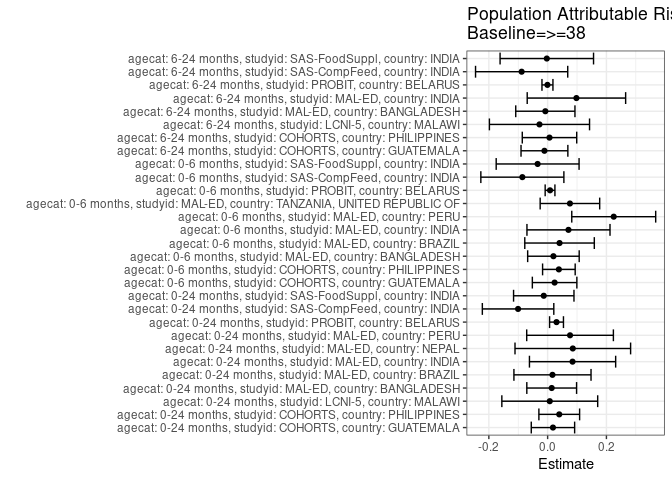 Population Attributable Ris
Baseline=>=38
agecat: 6-24 months, studyid: SAS-FoodSuppl, country: INDIA
agecat: 6-24 months, studyid: SAS-CompFeed, country: INDIA
agecat: 6-24 months, studyid: PROBIT, country: BELARUS
agecat: 6-24 months, studyid: MAL-ED, country: INDIA
agecat: 6-24 months, studyid: MAL-ED, country: BANGLADESH
agecat: 6-24 months, studyid: LCNI-5, country: MALAWI
agecat: 6-24 months, studyid: COHORTS, country: PHILIPPINES
agecat: 6-24 months, studyid: COHORTS, country: GUATEMALA
agecat: 0-6 months, studyid: SAS-FoodSuppl, country: INDIA
agecat: 0-6 months, studyid: SAS-CompFeed, country: INDIA
agecat: 0-6 months, studyid: PROBIT, country: BELARUS
agecat: 0-6 months, studyid: MAL-ED, country: TANZANIA, UNITED REPUBLIC OF
agecat: 0-6 months, studyid: MAL-ED, country: PERU
agecat: 0-6 months, studyid: MAL-ED, country: INDIA
agecat: 0-6 months, studyid: MAL-ED, country: BRAZIL
agecat: 0-6 months, studyid: MAL-ED, country: BANGLADESH
agecat: 0-6 months, studyid: COHORTS, country: PHILIPPINES
agecat: 0-6 months, studyid: COHORTS, country: GUATEMALA
agecat: 0-24 months, studyid: SAS-FoodSuppl, country: INDIA
agecat: 0-24 months, studyid: SAS-CompFeed, country: INDIA
agecat: 0-24 months, studyid: PROBIT, country: BELARUS
agecat: 0-24 months, studyid: MAL-ED, country: PERU
agecat: 0-24 months, studyid: MAL-ED, country: NEPAL
agecat: 0-24 months, studyid: MAL-ED, country: INDIA
agecat: 0-24 months, studyid: MAL-ED, country: BRAZIL
agecat: 0-24 months, studyid: MAL-ED, country: BANGLADESH
agecat: 0-24 months, studyid: LCNI-5, country: MALAWI
agecat: 0-24 months, studyid: COHORTS, country: PHILIPPINES
agecat: 0-24 months, studyid: COHORTS, country: GUATEMALA
-0.2 0.0 0.2
Estimate